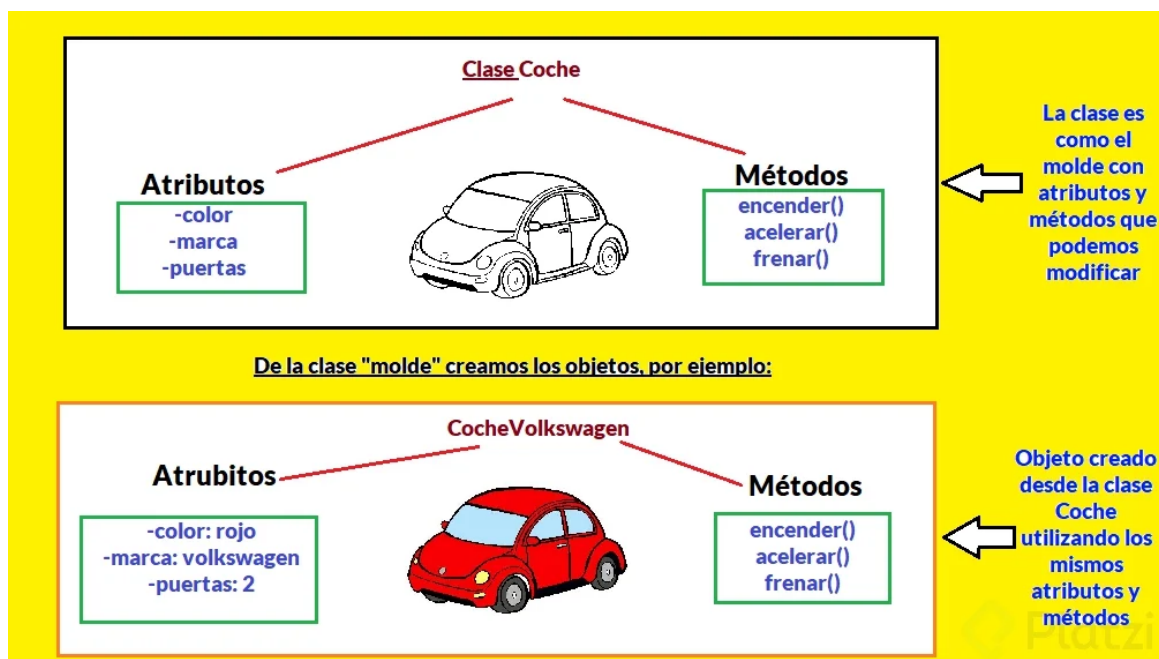 Clase Coche
Atributos
-color
-marca
-puertas
Métodos
encender()
acelerar()
frenar()
La clase es
como el
molde con
atributos y
métodos que
podemos
modificar
De la clase "molde" creamos los objetos, por ejemplo:
CocheVolkswagen
Atrubitos
-color: rojo
-marca: volkswagen
-puertas: 2
Métodos
encender()
acelerar()
frenar()
Objeto creado
desde la clase
Coche
utilizando los
mismos
atributos y
métodos
Platzi